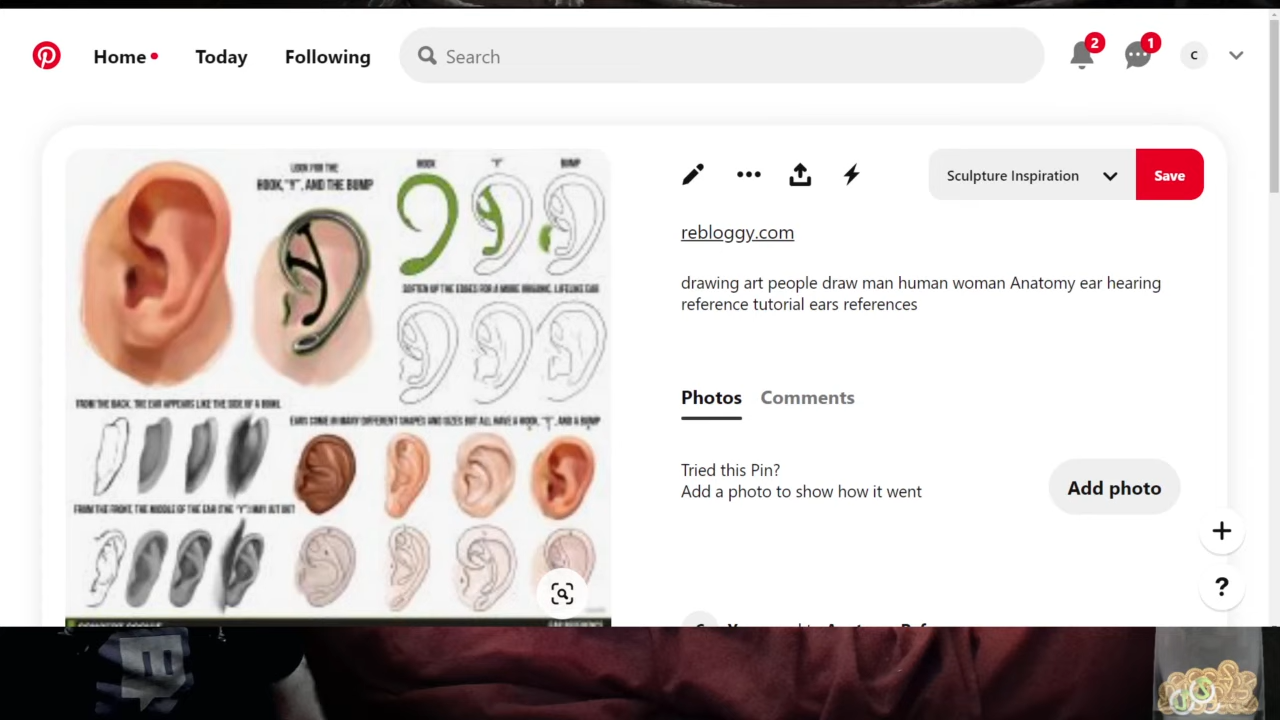 Home
Today
Following
Search
2
1
C
LOOK FOR THE
HOOK, "Y", AND THE BUMP
HOOK
"Y"
BUMP
SOFTEN UP THE EDGES FOR A MORE ORGANIC, LIFELIKE EAR
FROM THE BACK, THE EAR APPEARS LIKE THE SIDE OF A BOWL
EARS COME IN MANY DIFFERENT SHAPES AND SIZES BUT ALL HAVE A HOOK, "Y", AND A BUMP
FROM THE FRONT, THE MIDDLE OF THE EAR (THE "Y") MAY JUT OUT
Sculpture Inspiration
Save
rebloggy.com
drawing art people draw man human woman Anatomy ear hearing
reference tutorial ears references
Photos
Comments
Tried this Pin?
Add a photo to show how it went
Add photo
+
?